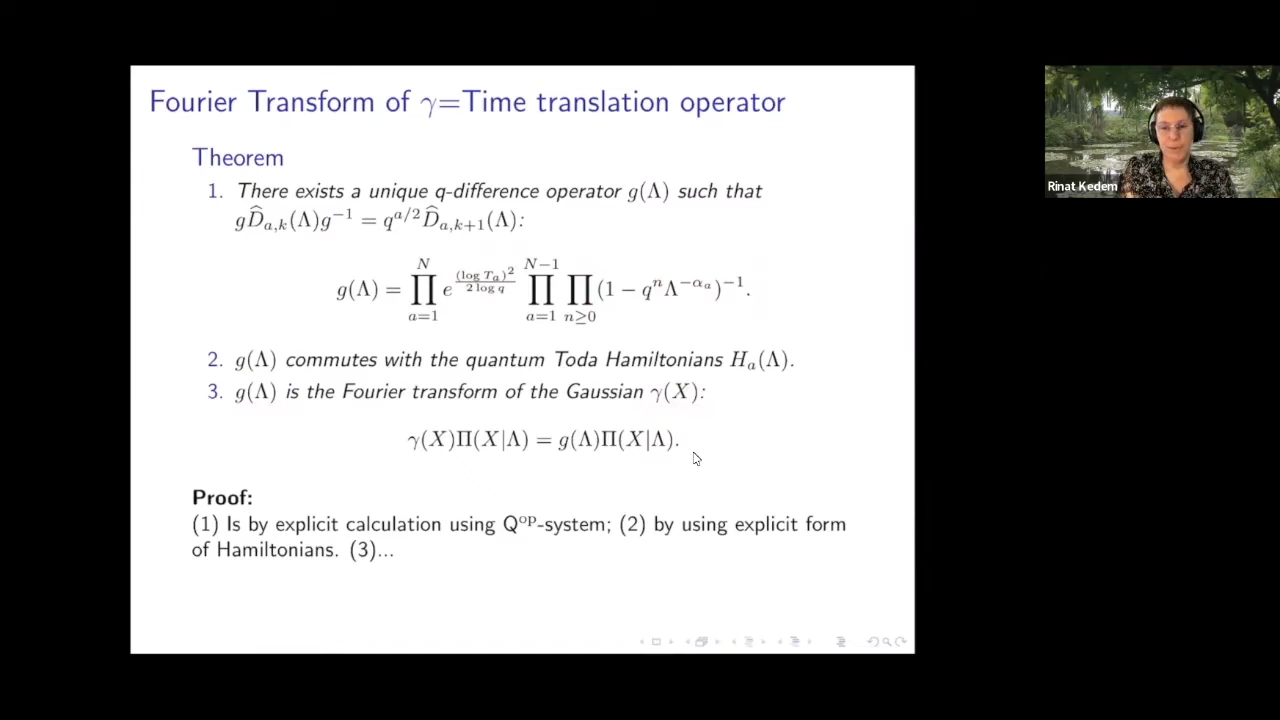 Fourier Transform of γ=Time translation operator
Theorem
1. There exists a unique q-difference operator g(Λ) such that
gD̂_{a,k}(Λ)g^{-1} = q^{a/2}D̂_{a,k+1}(Λ):
g(Λ) = ∏_{a=1}^{N} e^{\frac{(log T_a)^2}{2 log q}} ∏_{a=1}^{N-1} ∏_{n≥0} (1 − q^n Λ^{−α_a})^{−1}.
2. g(Λ) commutes with the quantum Toda Hamiltonians H_a(Λ).
3. g(Λ) is the Fourier transform of the Gaussian γ(X):
γ(X)Π(X|Λ) = g(Λ)Π(X|Λ).
Proof:
(1) Is by explicit calculation using Q^{op}-system; (2) by using explicit form
of Hamiltonians. (3)...
Rinat Kedem